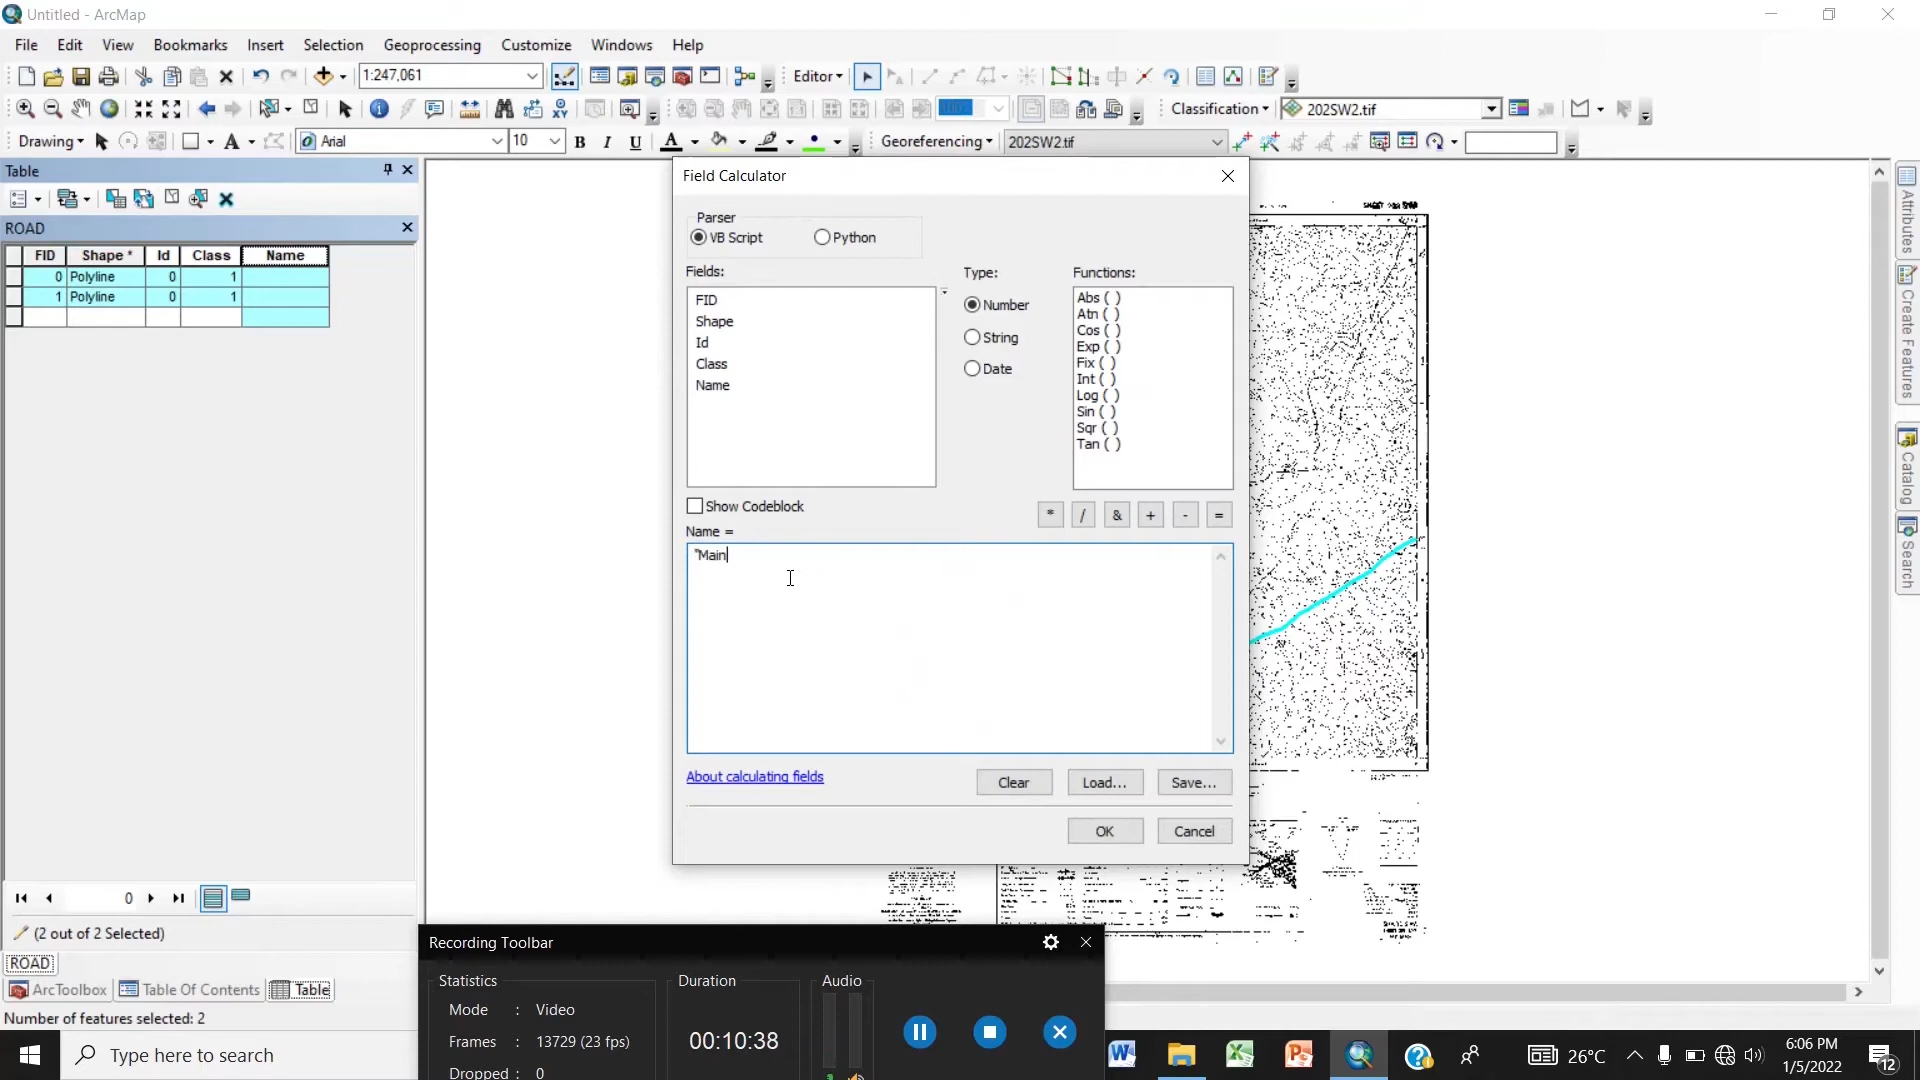 Untitled - ArcMap
File Edit View Bookmarks Insert Selection Geoprocessing Customize Windows Help
1:247,061 Editor
Classification 202SW2.tif
Drawing A Arial 10 B I U A Georeferencing 202SW2.tif
Table
ROAD
FID Shape * Id Class Name
0 Polyline 0 1
1 Polyline 0 1
Field Calculator
Parser
VB Script Python
Fields: Type: Functions:
FID
Shape
Id
Class
Name
Number
String
Date
Abs ( )
Atn ( )
Cos ( )
Exp ( )
Fix ( )
Int ( )
Log ( )
Sin ( )
Sqr ( )
Tan ( )
Show Codeblock
* / & + - =
Name =
"Main
About calculating fields
Clear Load... Save...
OK Cancel
Attributes
Create Features
Catalog
Search
0
(2 out of 2 Selected)
ROAD
ArcToolbox Table Of Contents Table
Number of features selected: 2
Recording Toolbar
Statistics Duration Audio
Mode : Video
Frames : 13729 (23 fps)
Dropped : 0
00:10:38
Type here to search
26°C
6:06 PM
1/5/2022
12